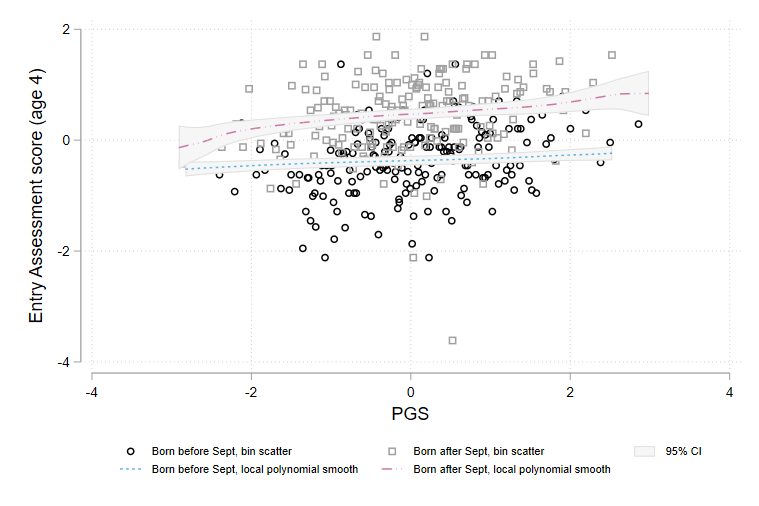 Entry Assessment score (age 4)
2
0
-2
-4
-4 -2 0 2 4
PGS
Born before Sept, bin scatter Born after Sept, bin scatter 95% CI
Born before Sept, local polynomial smooth Born after Sept, local polynomial smooth